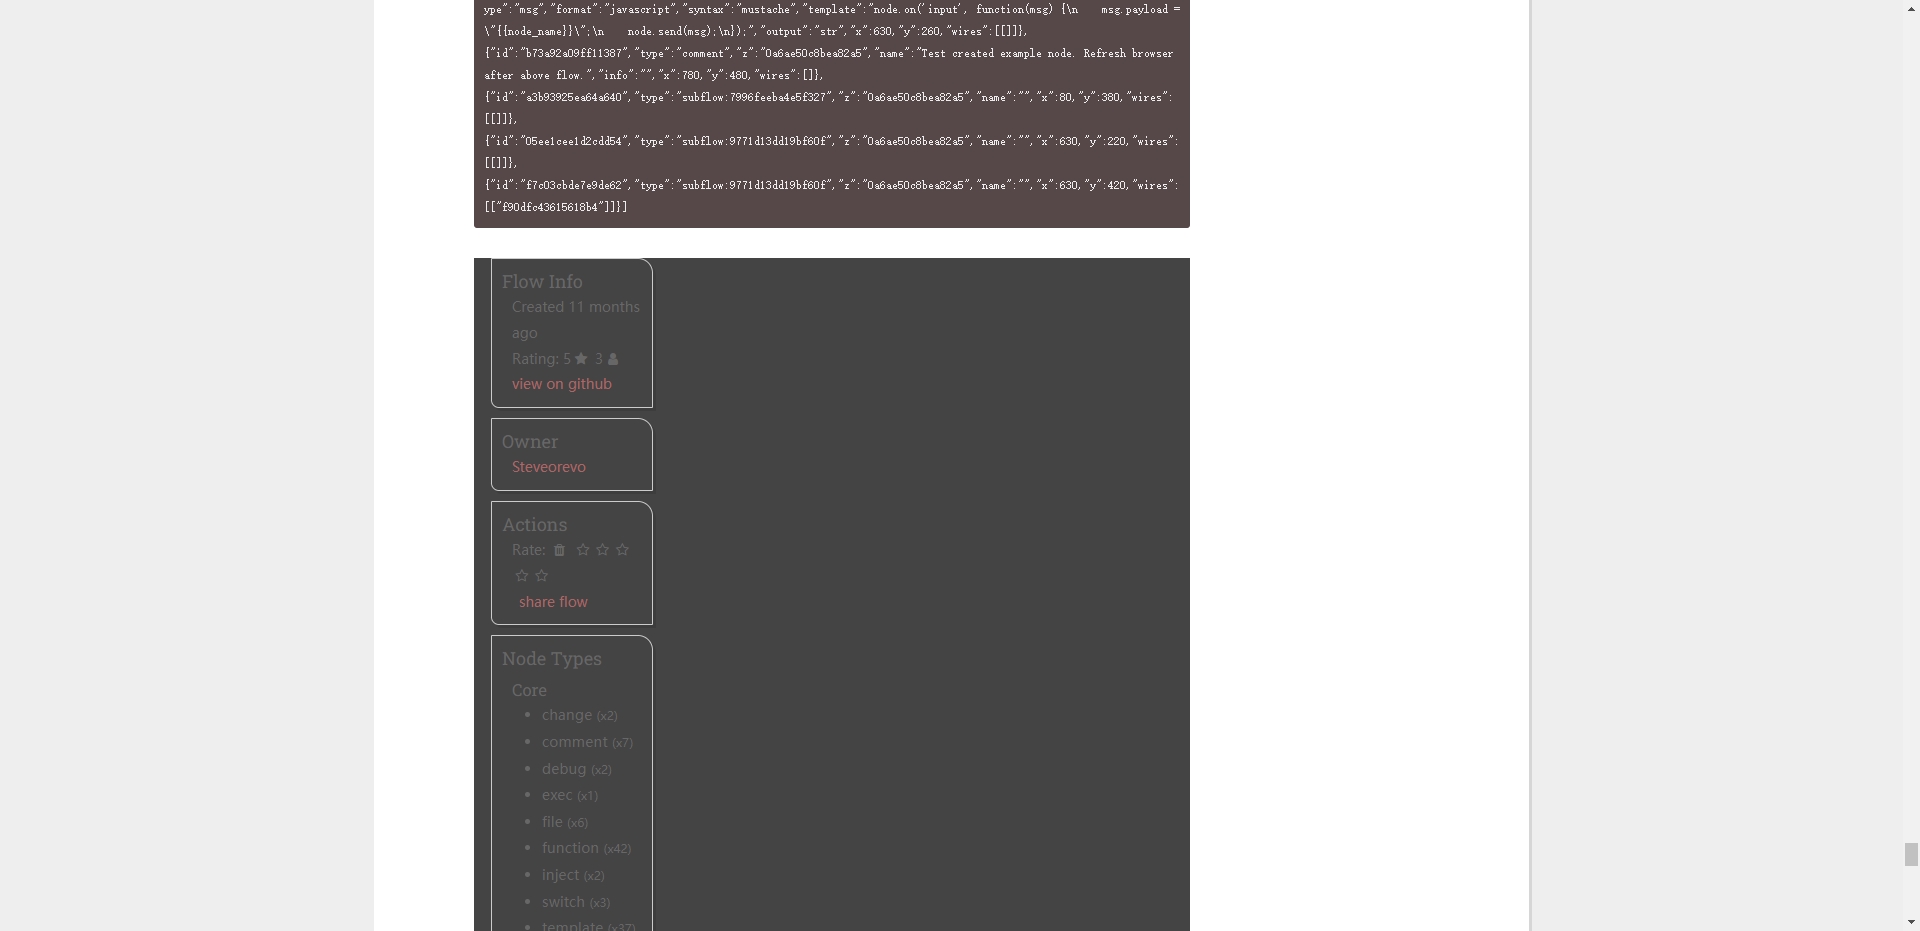 ype":"msg","format":"javascript","syntax":"mustache","template":"node.on('input', function(msg) {\n    msg.payload =
\"{{node_name}}\";\n    node.send(msg);\n});","output":"str","x":630,"y":260,"wires":[[]]},
{"id":"b73a92a09ff11387","type":"comment","z":"0a6ae50c8bea82a5","name":"Test created example node. Refresh browser
after above flow.","info":"","x":780,"y":480,"wires":[]},
{"id":"a3b93925ea64a640","type":"subflow:7996feeba4e5f327","z":"0a6ae50c8bea82a5","name":"","x":80,"y":380,"wires":
[[]]},
{"id":"05ee1cee1d2cdd54","type":"subflow:9771d13dd19bf60f","z":"0a6ae50c8bea82a5","name":"","x":630,"y":220,"wires":
[[]]},
{"id":"f7c03cbde7e9de62","type":"subflow:9771d13dd19bf60f","z":"0a6ae50c8bea82a5","name":"","x":630,"y":420,"wires":
[["f90dfc43615618b4"]]}]
Flow Info
Created 11 months
ago
Rating: 5 3
view on github
Owner
Steveorevo
Actions
Rate:
share flow
Node Types
Core
change (x2)
comment (x7)
debug (x2)
exec (x1)
file (x6)
function (x42)
inject (x2)
switch (x3)
template (x37)